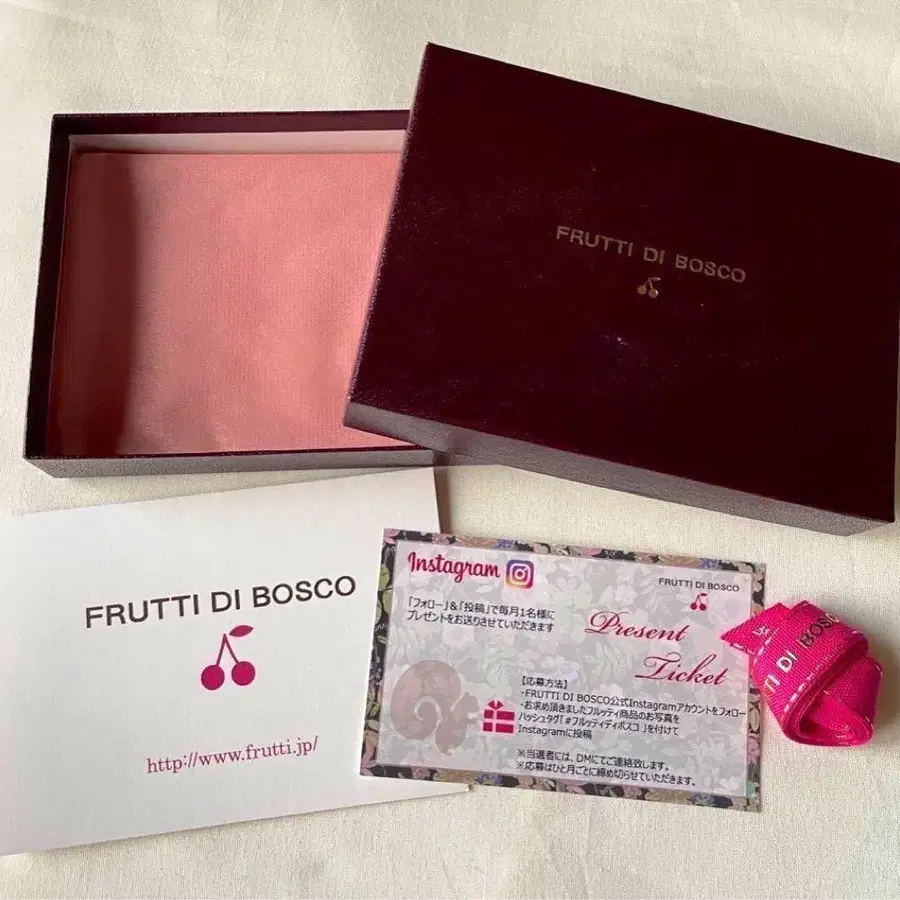 FRUTTI DI BOSCO
FRUTTI DI BOSCO
http://www.frutti.jp/
Instagram
FRUTTI DI BOSCO
「フォロー」&「投稿」で毎月1名様に
プレゼントをお送りさせていただきます
Present
Ticket
【応募方法】
・FRUTTI DI BOSCO公式Instagramアカウントをフォロー
・お求め頂きましたフルッティ商品のお写真を
ハッシュタグ「#フルッティディボスコ 」を付けて
Instagramに投稿
※当選者には、DMにてご連絡致します。
※応募はひと月ごとに締め切らせていただきます。
TI DI BOSC